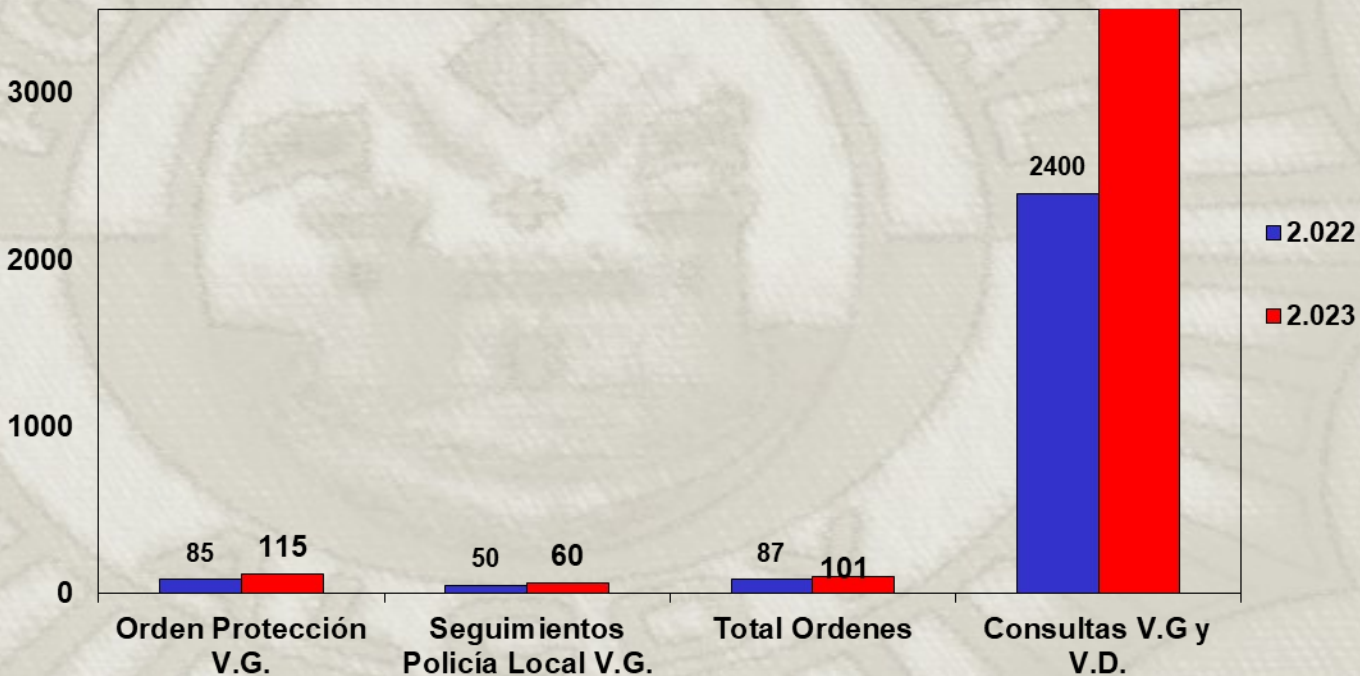 3000
2000
1000
0
2400
85
115
50
60
87
101
2.022
2.023
Orden Protección
V.G.
Seguimientos
Policía Local V.G.
Total Ordenes
Consultas V.G y
V.D.